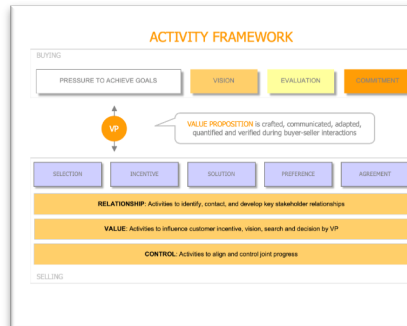 ACTIVITY FRAMEWORK
BUYING
PRESSURE TO ACHIEVE GOALS VISION EVALUATION COMMITMENT
VP
VALUE PROPOSITION is crafted, communicated, adapted,
quantified and verified during buyer-seller interactions
SELECTION INCENTIVE SOLUTION PREFERENCE AGREEMENT
RELATIONSHIP: Activities to identify, contact, and develop key stakeholder relationships
VALUE: Activities to influence customer incentive, vision, search and decision by VP
CONTROL: Activities to align and control joint progress
SELLING